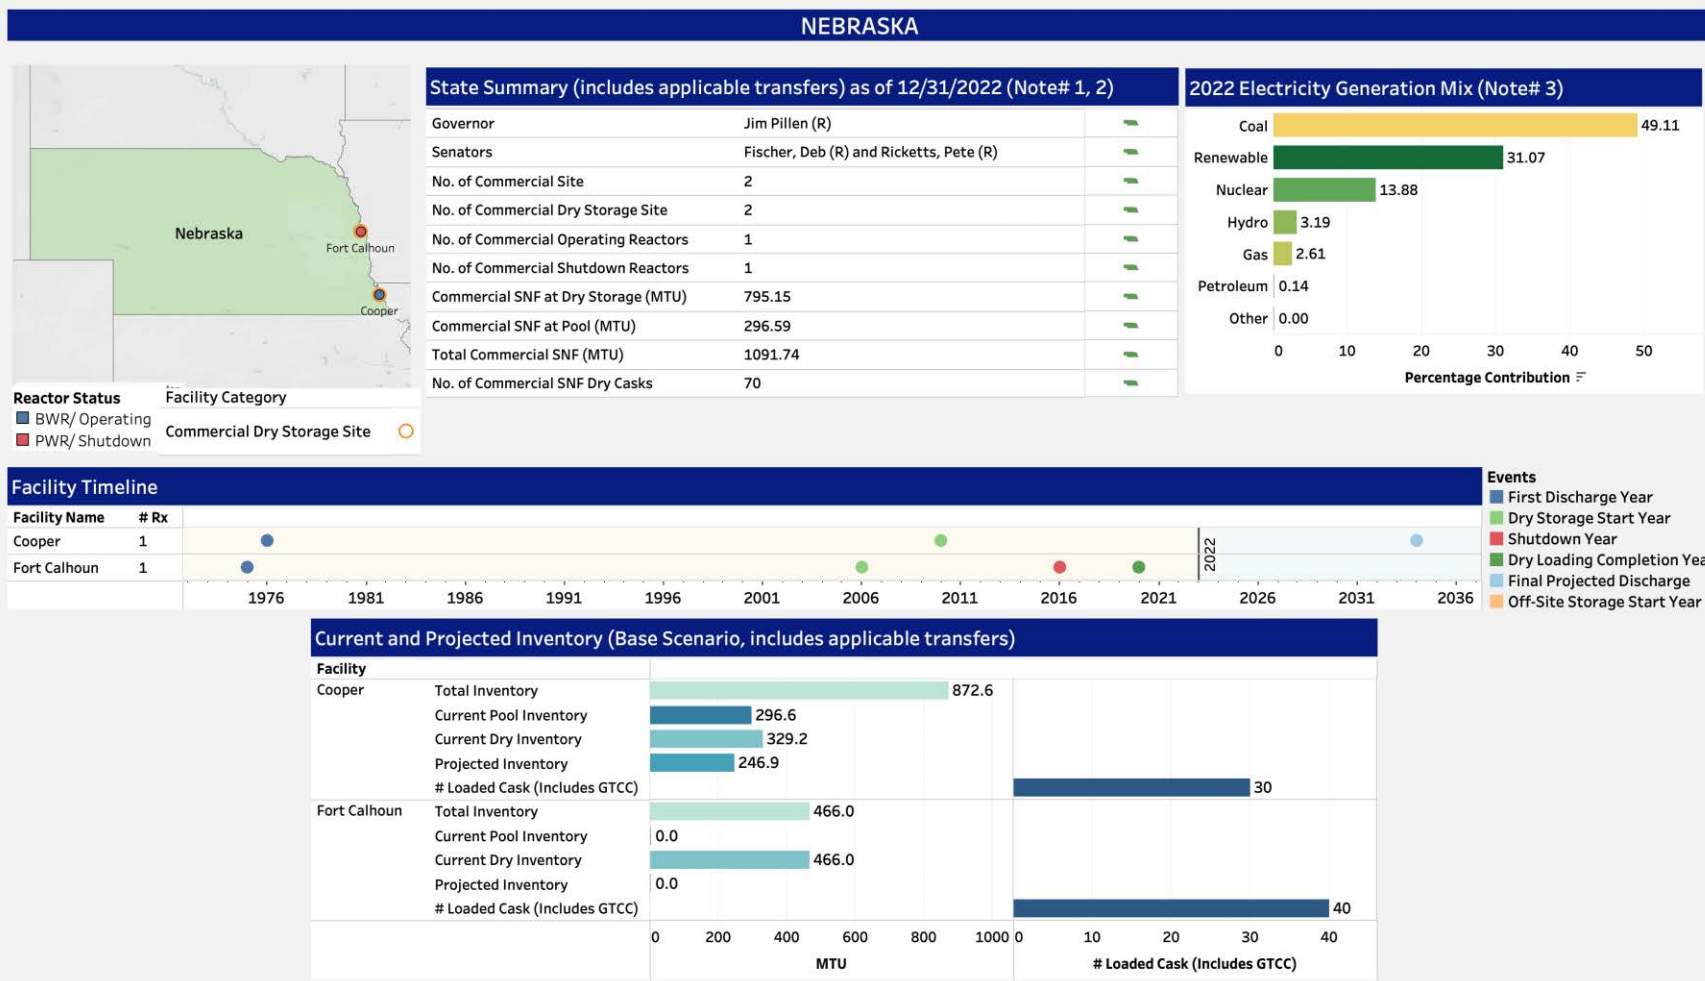 NEBRASKA
Nebraska
Fort Calhoun
Cooper
Reactor Status
BWR/ Operating
PWR/ Shutdown
Facility Category
Commercial Dry Storage Site
State Summary (includes applicable transfers) as of 12/31/2022 (Note# 1, 2)
Governor Jim Pillen (R)
Senators Fischer, Deb (R) and Ricketts, Pete (R)
No. of Commercial Site 2
No. of Commercial Dry Storage Site 2
No. of Commercial Operating Reactors 1
No. of Commercial Shutdown Reactors 1
Commercial SNF at Dry Storage (MTU) 795.15
Commercial SNF at Pool (MTU) 296.59
Total Commercial SNF (MTU) 1091.74
No. of Commercial SNF Dry Casks 70
2022 Electricity Generation Mix (Note# 3)
Coal 49.11
Renewable 31.07
Nuclear 13.88
Hydro 3.19
Gas 2.61
Petroleum 0.14
Other 0.00
0 10 20 30 40 50
Percentage Contribution
Facility Timeline
Facility Name # Rx
Cooper 1
Fort Calhoun 1
2022
1976 1981 1986 1991 1996 2001 2006 2011 2016 2021 2026 2031 2036
Events
First Discharge Year
Dry Storage Start Year
Shutdown Year
Dry Loading Completion Yea
Final Projected Discharge
Off-Site Storage Start Year
Current and Projected Inventory (Base Scenario, includes applicable transfers)
Facility
Cooper Total Inventory 872.6
Current Pool Inventory 296.6
Current Dry Inventory 329.2
Projected Inventory 246.9
# Loaded Cask (Includes GTCC) 30
Fort Calhoun Total Inventory 466.0
Current Pool Inventory 0.0
Current Dry Inventory 466.0
Projected Inventory 0.0
# Loaded Cask (Includes GTCC) 40
0 200 400 600 800 1000 0 10 20 30 40
MTU # Loaded Cask (Includes GTCC)